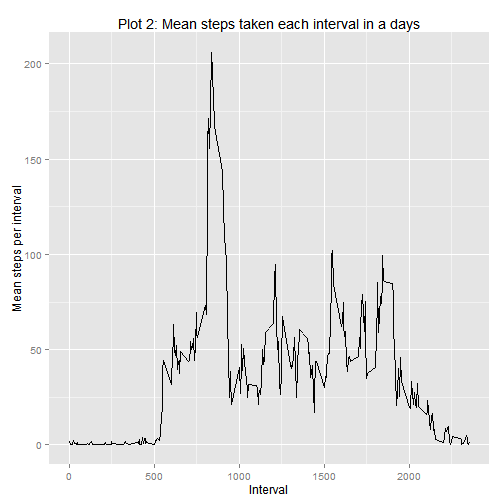 Plot 2: Mean steps taken each interval in a days
200
150
100
50
0
Mean steps per interval
0 500 1000 1500 2000
Interval